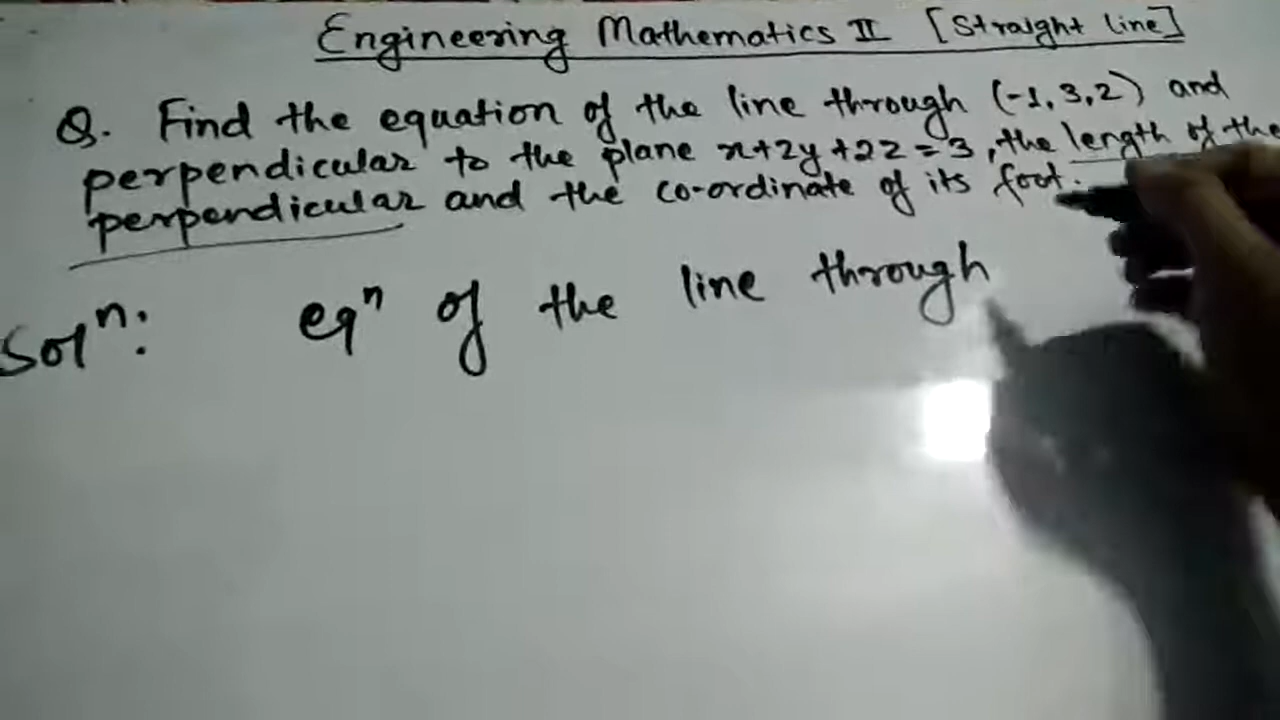 Engineering Mathematics II [Straight line]
Q. Find the equation of the line through (-1,3,2) and
perpendicular to the plane x+2y+2z=3, the length of the
perpendicular and the co-ordinate of its foot.
Solⁿ: eqⁿ of the line through